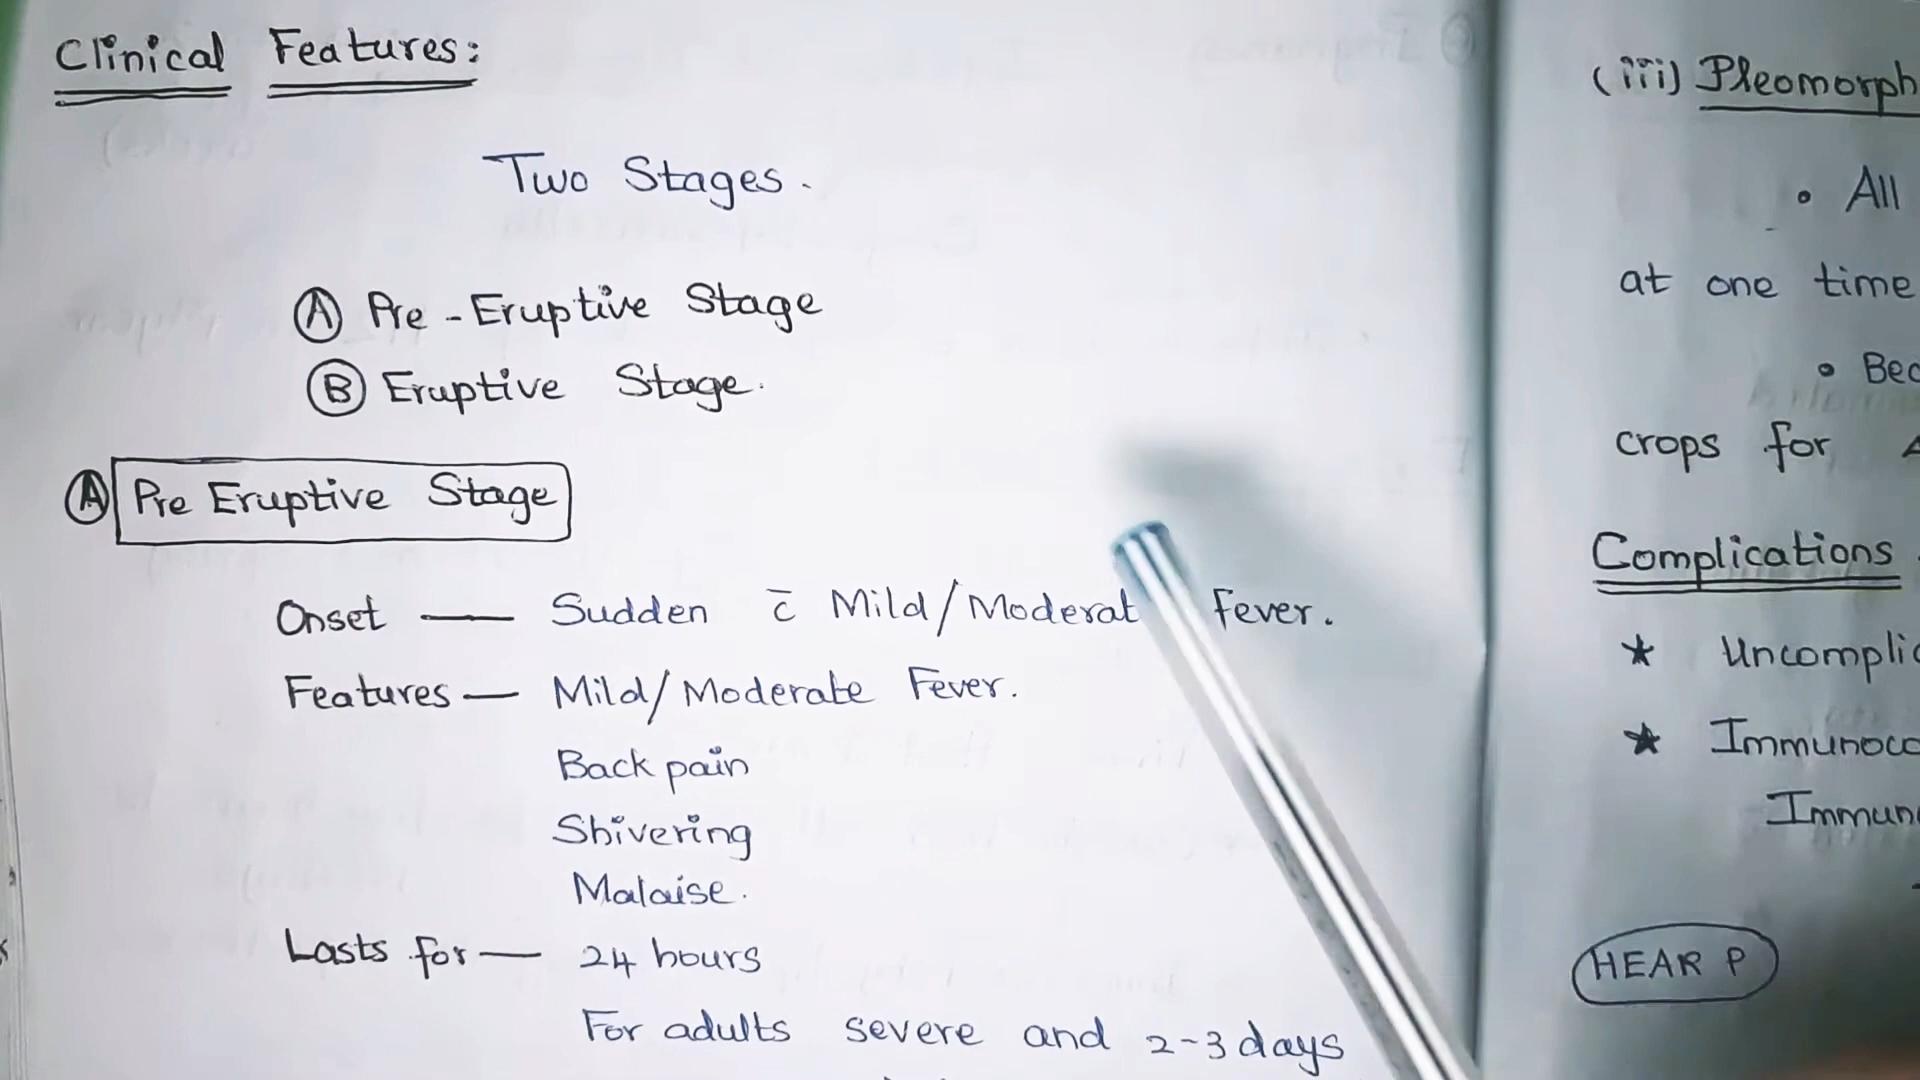 Clinical Features:
Two Stages.
Ⓐ Pre-Eruptive Stage
Ⓑ Eruptive Stage.
Ⓐ Pre Eruptive Stage
Onset — Sudden c̄ Mild/Moderat Fever.
Features — Mild/Moderate Fever.
Back pain
Shivering
Malaise.
Lasts for — 24 hours
For adults severe and 2-3 days
(iii) Pleomorph
• All
at one time
• Bec
crops for
Complications
★ Uncomplic
★ Immunoco
Immun
HEAR P